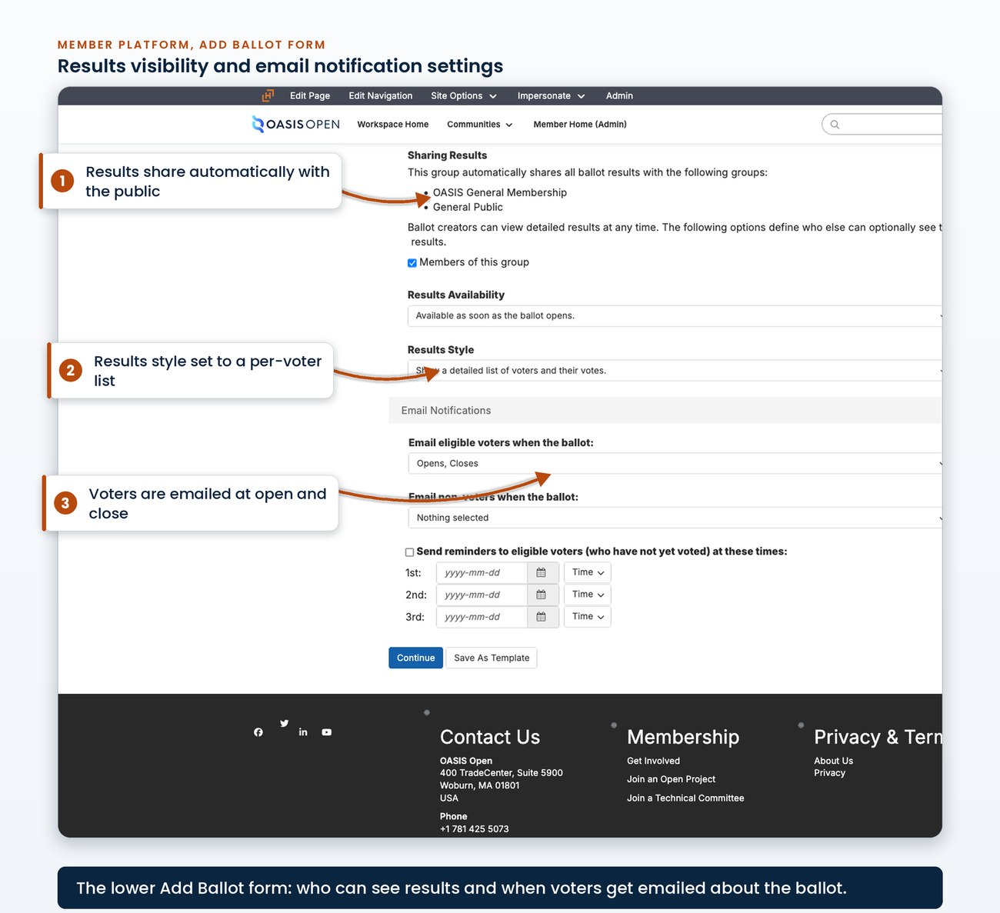 MEMBER PLATFORM, ADD BALLOT FORM
Results visibility and email notification settings
Edit Page Edit Navigation Site Options Impersonate Admin
OASIS OPEN Workspace Home Communities Member Home (Admin)
Sharing Results
This group automatically shares all ballot results with the following groups:
• OASIS General Membership
• General Public
1 Results share automatically with
the public
Ballot creators can view detailed results at any time. The following options define who else can optionally see t
results.
Members of this group
Results Availability
Available as soon as the ballot opens.
Results Style
2 Results style set to a per-voter
list
a detailed list of voters and their votes.
Email Notifications
Email eligible voters when the ballot:
Opens, Closes
3 Voters are emailed at open and
close
Email non-voters when the ballot:
Nothing selected
Send reminders to eligible voters (who have not yet voted) at these times:
1st: yyyy-mm-dd Time
2nd: yyyy-mm-dd Time
3rd: yyyy-mm-dd Time
Continue Save As Template
Contact Us
OASIS Open
400 TradeCenter, Suite 5900
Woburn, MA 01801
USA
Phone
+1 781 425 5073
Membership
Get Involved
Join an Open Project
Join a Technical Committee
Privacy & Term
About Us
Privacy
The lower Add Ballot form: who can see results and when voters get emailed about the ballot.